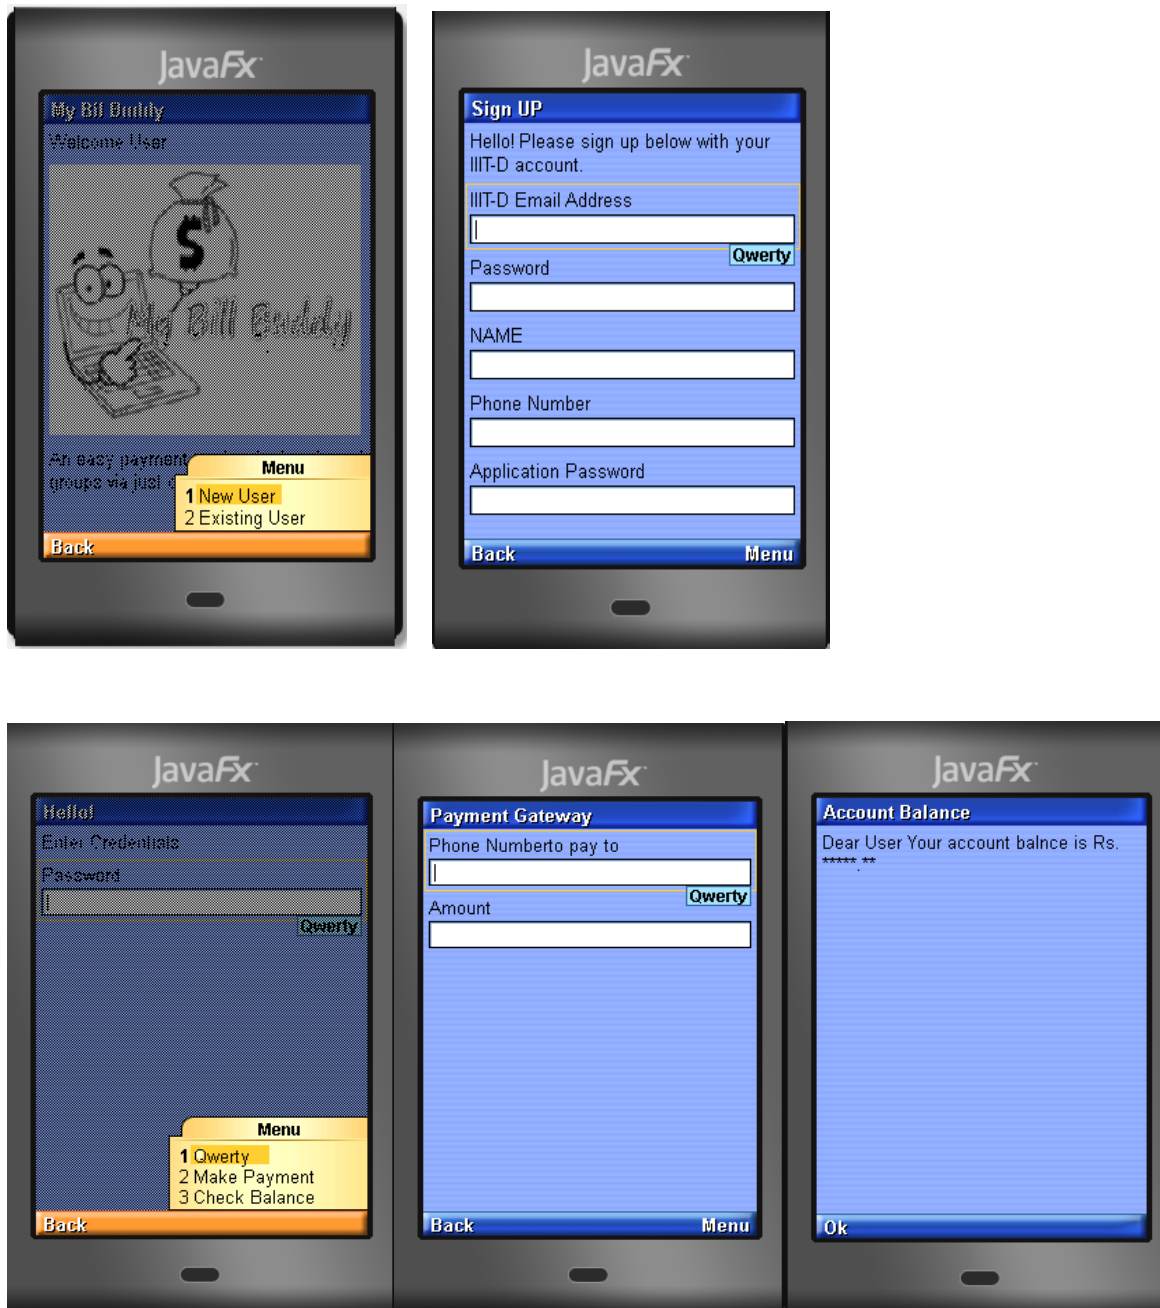 JavaFx
My Bil Buddy
Welcome User
$
My Bill Buddy
An easy payment
groups via just
Menu
1 New User
2 Existing User
Back
JavaFx
Sign UP
Hello! Please sign up below with your
IIIT-D account.
IIIT-D Email Address
Qwerty
Password
NAME
Phone Number
Application Password
Back Menu
JavaFx
Hello!
Enter Credentials
Password
Qwerty
Menu
1 Qwerty
2 Make Payment
3 Check Balance
Back
JavaFx
Payment Gateway
Phone Numberto pay to
Qwerty
Amount
Back Menu
JavaFx
Account Balance
Dear User Your account balnce is Rs.
*****.**
Ok